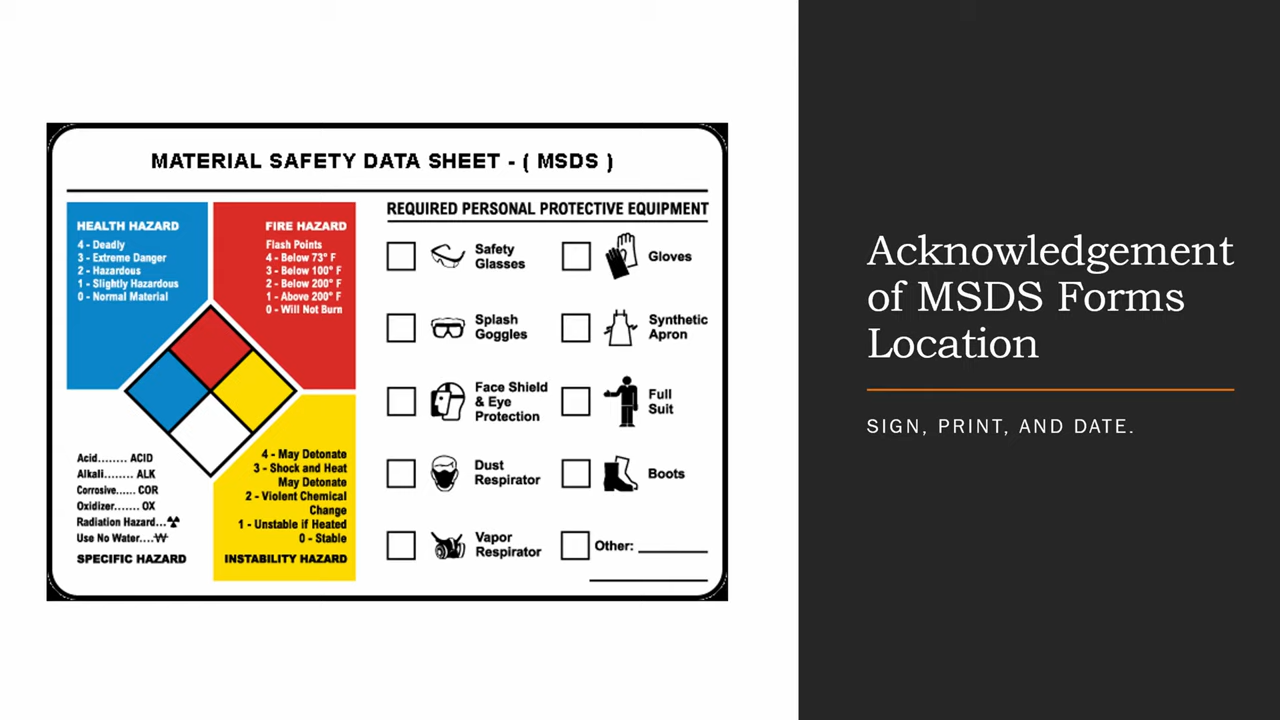 MATERIAL SAFETY DATA SHEET - ( MSDS )
HEALTH HAZARD
4 - Deadly
3 - Extreme Danger
2 - Hazardous
1 - Slightly Hazardous
0 - Normal Material
FIRE HAZARD
Flash Points
4 - Below 73° F
3 - Below 100° F
2 - Below 200° F
1 - Above 200° F
0 - Will Not Burn
Acid........ ACID
Alkali........ ALK
Corrosive...... COR
Oxidizer....... OX
Radiation Hazard...
Use No Water....W
SPECIFIC HAZARD
4 - May Detonate
3 - Shock and Heat
May Detonate
2 - Violent Chemical
Change
1 - Unstable if Heated
0 - Stable
INSTABILITY HAZARD
REQUIRED PERSONAL PROTECTIVE EQUIPMENT
Safety
Glasses
Gloves
Splash
Goggles
Synthetic
Apron
Face Shield
& Eye
Protection
Full
Suit
Dust
Respirator
Boots
Vapor
Respirator
Other: __________
Acknowledgement
of MSDS Forms
Location
SIGN, PRINT, AND DATE.